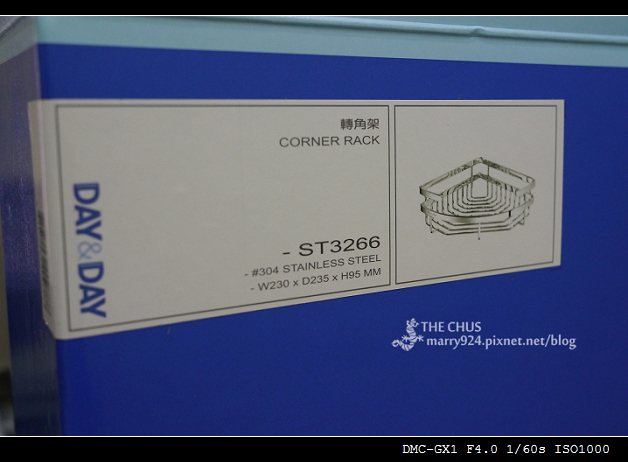 轉角架
CORNER RACK
DAY&DAY
- ST3266
- #304 STAINLESS STEEL
- W230 x D235 x H95 MM
THE CHUS
marry924.pixnet.net/blog
DMC-GX1 F4.0 1/60s ISO1000